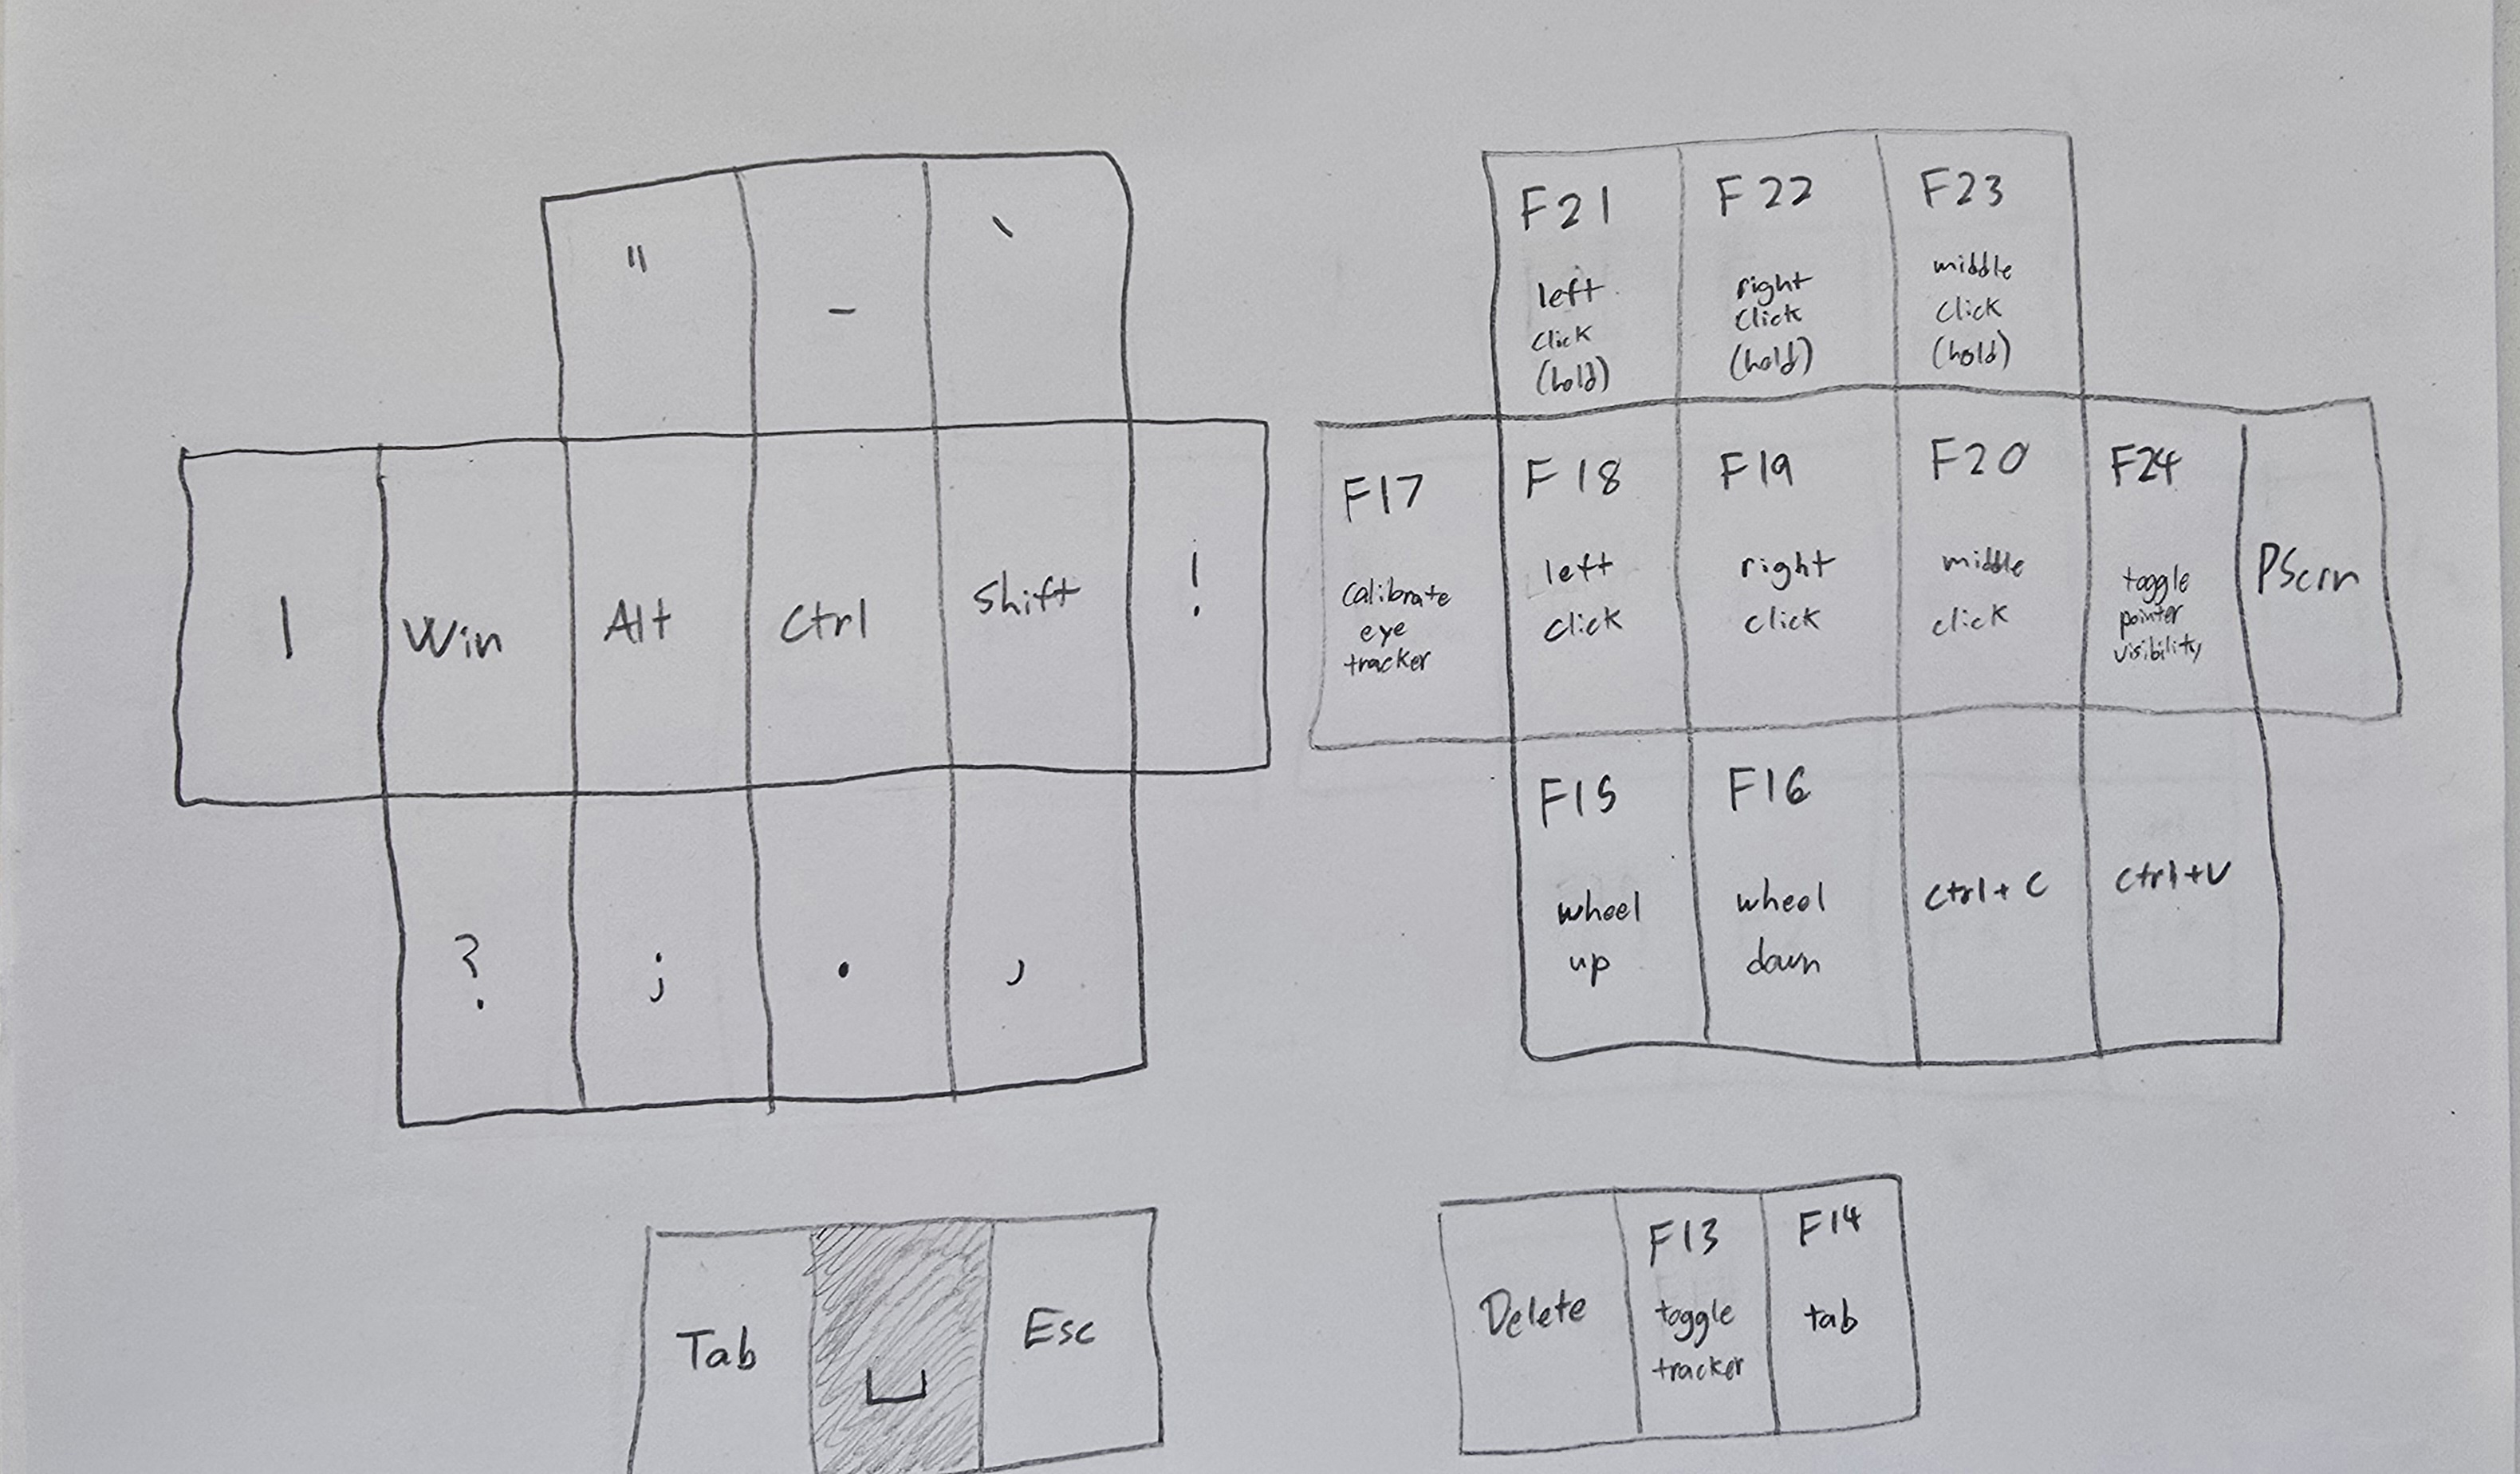 " - `
| Win Alt Ctrl Shift !
? ; . ,
Tab ⌴ Esc
F21 F22 F23
left right middle
click click click
(hold) (hold) (hold)
F17 F18 F19 F20 F24 PScrn
Calibrate left right middle toggle
eye click click click pointer
tracker visibility
F15 F16 Ctrl+C Ctrl+V
wheel wheel
up down
Delete F13 F14
toggle tab
tracker